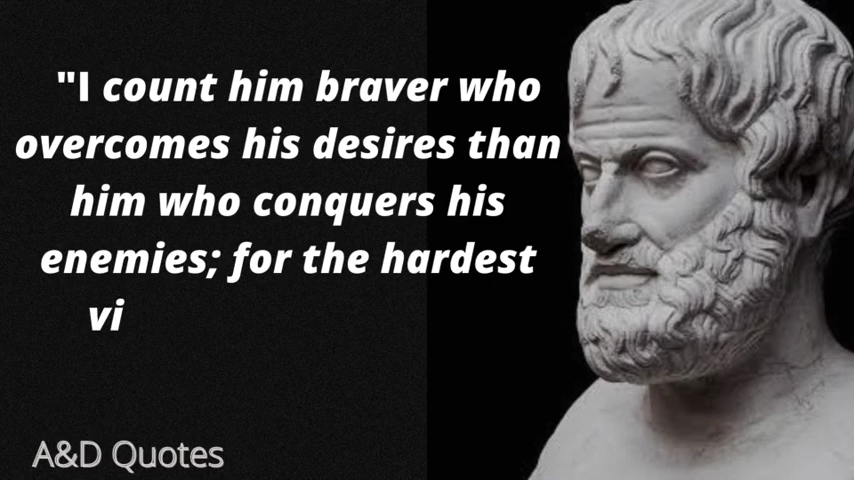 "I count him braver who
overcomes his desires than
him who conquers his
enemies; for the hardest
vi
A&D Quotes